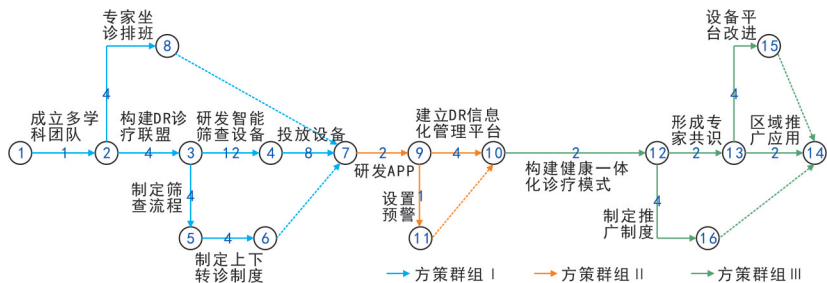 专家坐
诊排班
8
4
设备平
台改进
15
4
成立多学
科团队
构建DR诊
疗联盟
研发智能
筛查设备
投放设备
建立DR信息
化管理平台
形成专
家共识
区域推
广应用
1
1
2
4
3
12
4
8
7
2
9
4
10
2
12
2
13
2
14
研发APP
构建健康一体
化诊疗模式
制定筛
查流程
4
设置
预警
1
制定推
广制度
4
5
4
6
11
16
制定上下
转诊制度
方策群组Ⅰ
方策群组Ⅱ
方策群组Ⅲ